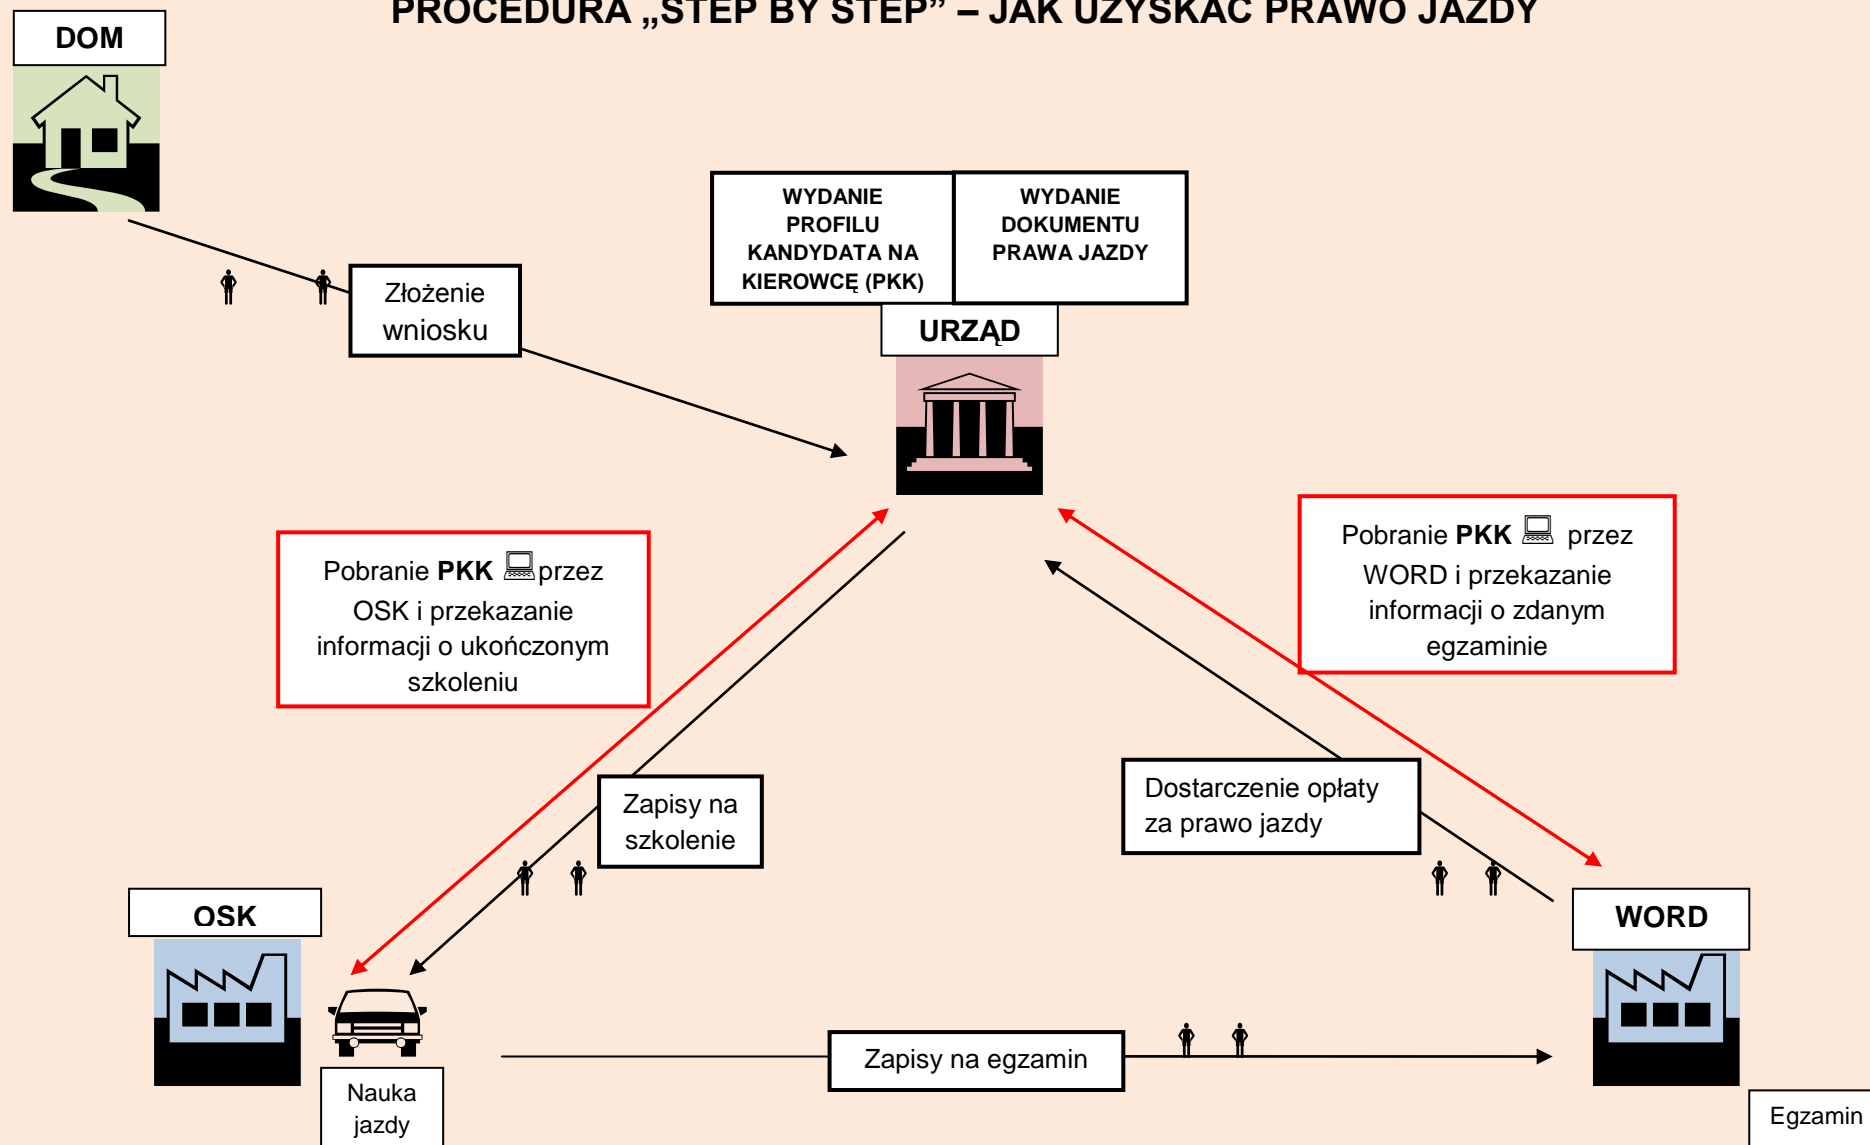 PROCEDURA „STEP BY STEP” – JAK UZYSKAĆ PRAWO JAZDY
DOM
WYDANIE
PROFILU
KANDYDATA NA
KIEROWCĘ (PKK)
WYDANIE
DOKUMENTU
PRAWA JAZDY
Złożenie
wniosku
URZĄD
Pobranie PKK przez
OSK i przekazanie
informacji o ukończonym
szkoleniu
Pobranie PKK przez
WORD i przekazanie
informacji o zdanym
egzaminie
Zapisy na
szkolenie
Dostarczenie opłaty
za prawo jazdy
OSK
WORD
Zapisy na egzamin
Nauka
jazdy
Egzamin